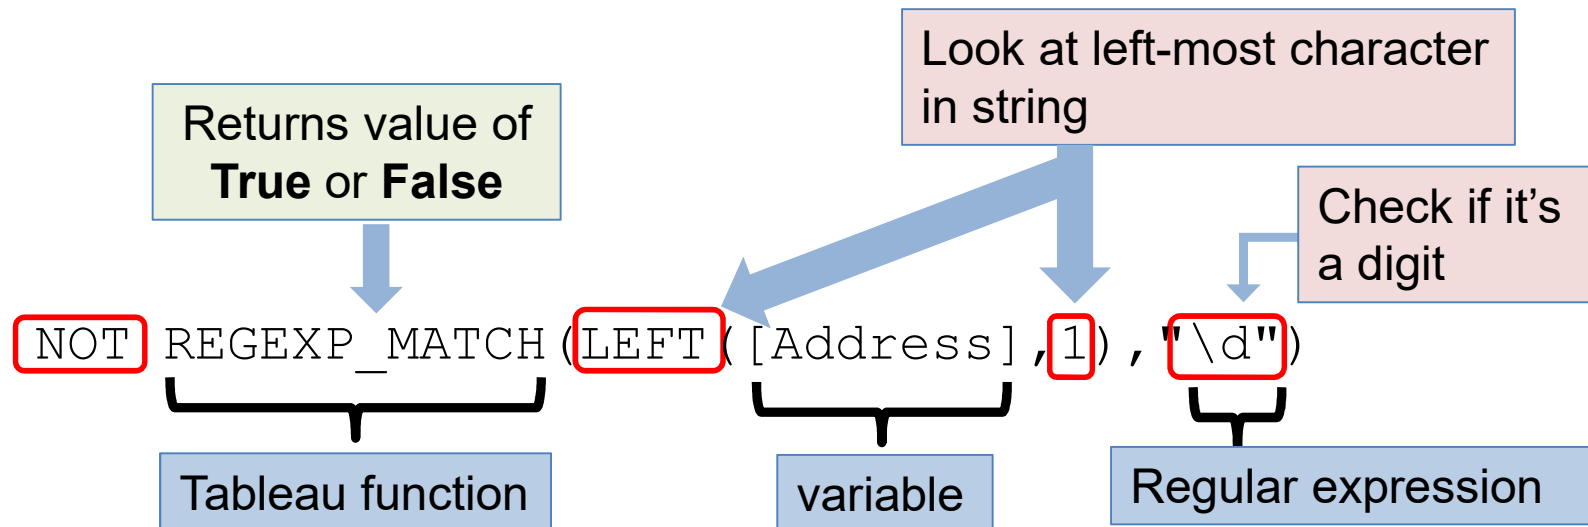 Look at left-most character
in string
Returns value of
True or False
Check if it’s
a digit
NOT REGEXP_MATCH(LEFT([Address],1),"\d")
Tableau function
variable
Regular expression